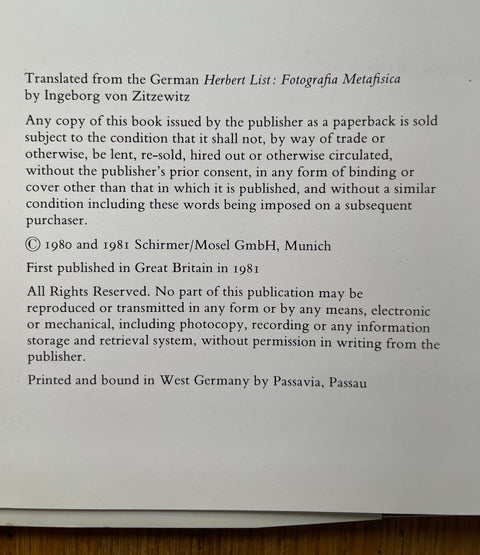 Translated from the German Herbert List: Fotografia Metafisica
by Ingeborg von Zitzewitz
Any copy of this book issued by the publisher as a paperback is sold
subject to the condition that it shall not, by way of trade or
otherwise, be lent, re-sold, hired out or otherwise circulated,
without the publisher's prior consent, in any form of binding or
cover other than that in which it is published, and without a similar
condition including these words being imposed on a subsequent
purchaser.
© 1980 and 1981 Schirmer/Mosel GmbH, Munich
First published in Great Britain in 1981
All Rights Reserved. No part of this publication may be
reproduced or transmitted in any form or by any means, electronic
or mechanical, including photocopy, recording or any information
storage and retrieval system, without permission in writing from the
publisher.
Printed and bound in West Germany by Passavia, Passau